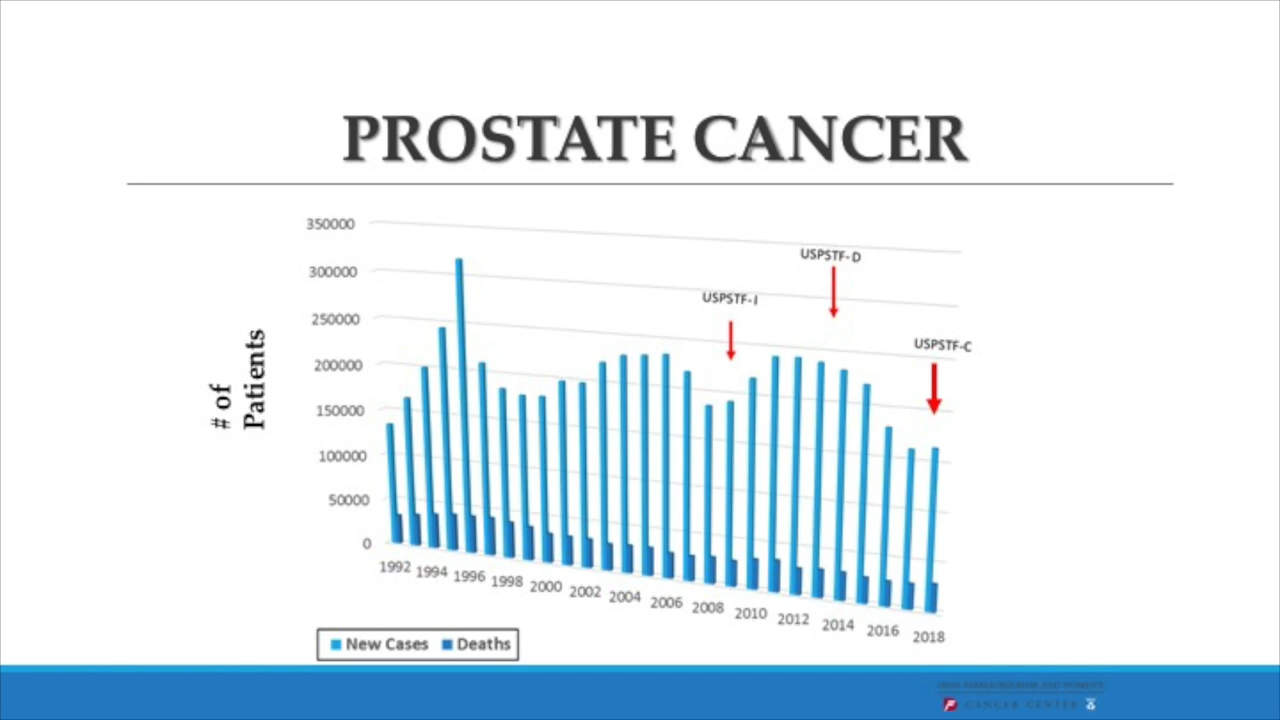 PROSTATE CANCER
# of
Patients
350000
300000
250000
200000
150000
100000
50000
0
USPSTF-I
USPSTF-D
USPSTF-C
1992 1994 1996 1998 2000 2002 2004 2006 2008 2010 2012 2014 2016 2018
New Cases Deaths
CANCER CENTER